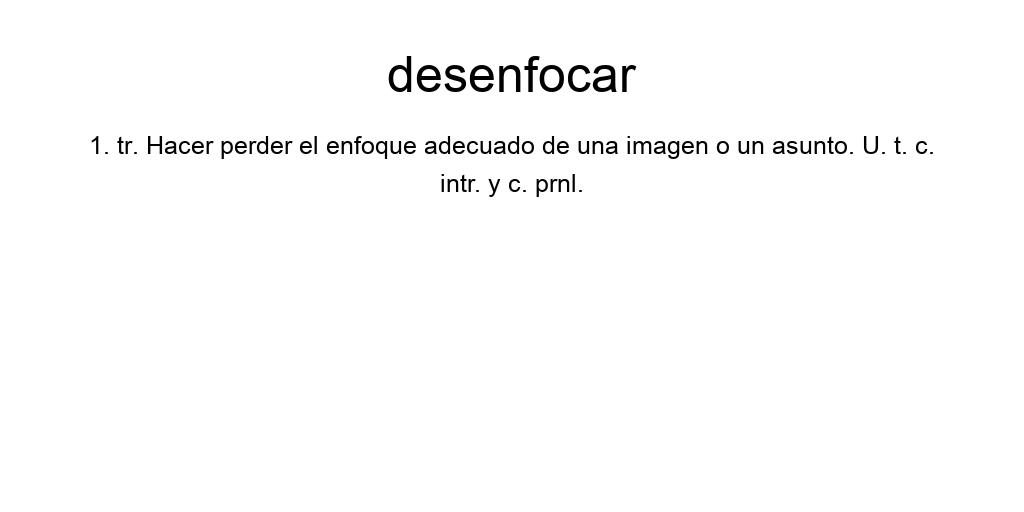 desenfocar
1. tr. Hacer perder el enfoque adecuado de una imagen o un asunto. U. t. c.
intr. y c. prnl.